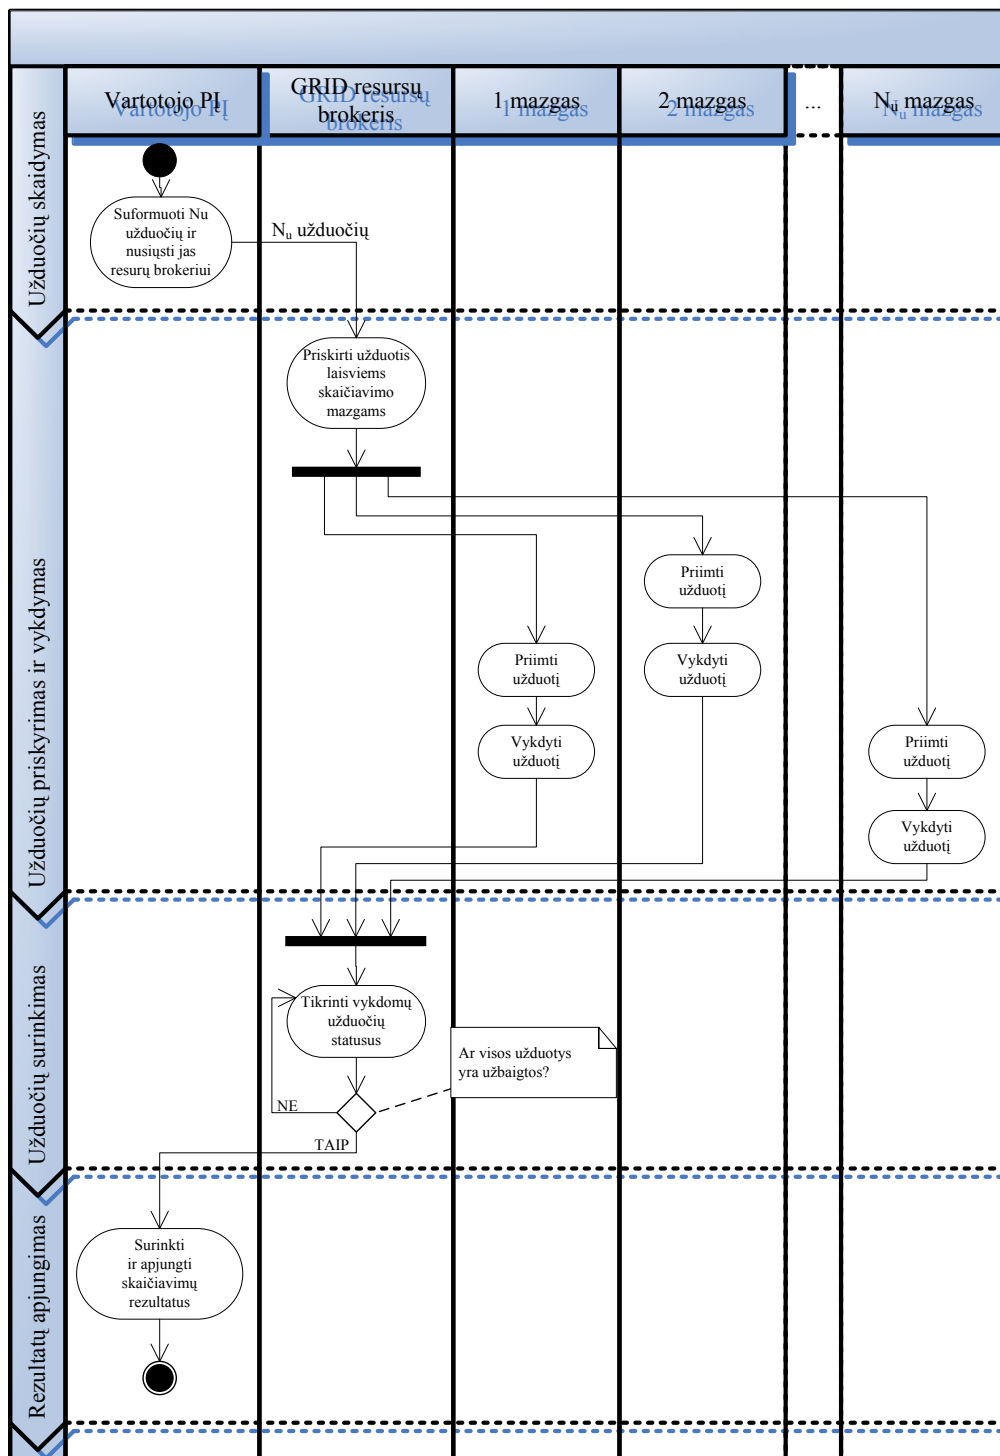 Vartotojo PĮ
GRID resursų
brokeris
1 mazgas
2 mazgas
...
Nᵤ mazgas
Užduočių skaidymas
Suformuoti Nu
užduočių ir
nusiųsti jas
resurų brokeriui
Nᵤ užduočių
Užduočių priskyrimas ir vykdymas
Priskirti užduotis
laisviems
skaičiavimo
mazgams
Priimti
užduotį
Vykdyti
užduotį
Priimti
užduotį
Vykdyti
užduotį
Priimti
užduotį
Vykdyti
užduotį
Užduočių surinkimas
Tikrinti vykdomų
užduočių
statusus
Ar visos užduotys
yra užbaigtos?
NE
TAIP
Rezultatų apjungimas
Surinkti
ir apjungti
skaičiavimų
rezultatus